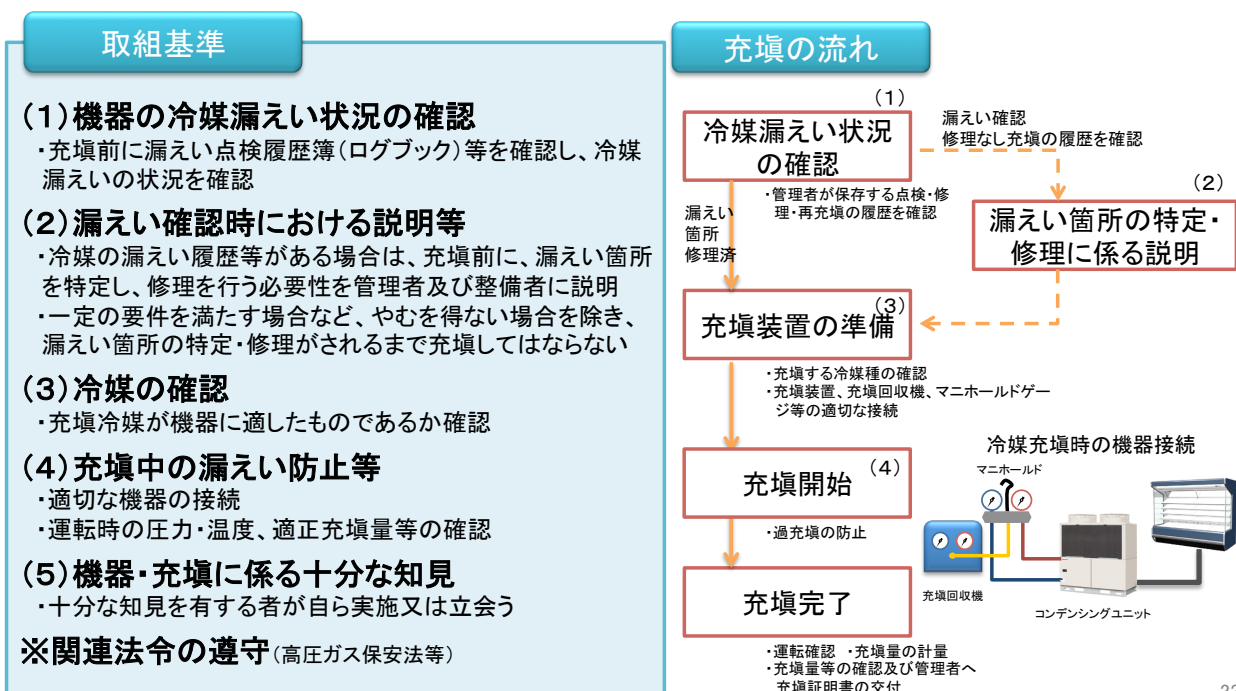 取組基準
(1)機器の冷媒漏えい状況の確認
・充塡前に漏えい点検履歴簿(ログブック)等を確認し、冷媒
漏えいの状況を確認
(2)漏えい確認時における説明等
・冷媒の漏えい履歴等がある場合は、充塡前に、漏えい箇所
を特定し、修理を行う必要性を管理者及び整備者に説明
・一定の要件を満たす場合など、やむを得ない場合を除き、
漏えい箇所の特定・修理がされるまで充塡してはならない
(3)冷媒の確認
・充塡冷媒が機器に適したものであるか確認
(4)充塡中の漏えい防止等
・適切な機器の接続
・運転時の圧力・温度、適正充塡量等の確認
(5)機器・充塡に係る十分な知見
・十分な知見を有する者が自ら実施又は立会う
※関連法令の遵守(高圧ガス保安法等)
充塡の流れ
(1)
冷媒漏えい状況
の確認
漏えい確認
修理なし充塡の履歴を確認
・管理者が保存する点検・修
理・再充塡の履歴を確認
漏えい
箇所
修理済
(2)
漏えい箇所の特定・
修理に係る説明
(3)
充塡装置の準備
・充塡する冷媒種の確認
・充塡装置、充塡回収機、マニホールドゲー
ジ等の適切な接続
(4)
充塡開始
・過充塡の防止
充塡完了
・運転確認 ・充塡量の計量
・充塡量等の確認及び管理者へ
充塡証明書の交付
冷媒充塡時の機器接続
マニホールド
充塡回収機
コンデンシングユニット